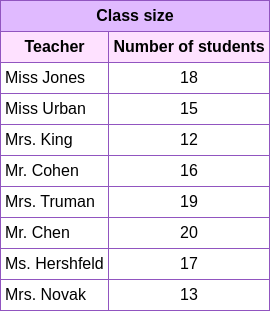 Class size
Teacher Number of students
Miss Jones 18
Miss Urban 15
Mrs. King 12
Mr. Cohen 16
Mrs. Truman 19
Mr. Chen 20
Ms. Hershfeld 17
Mrs. Novak 13